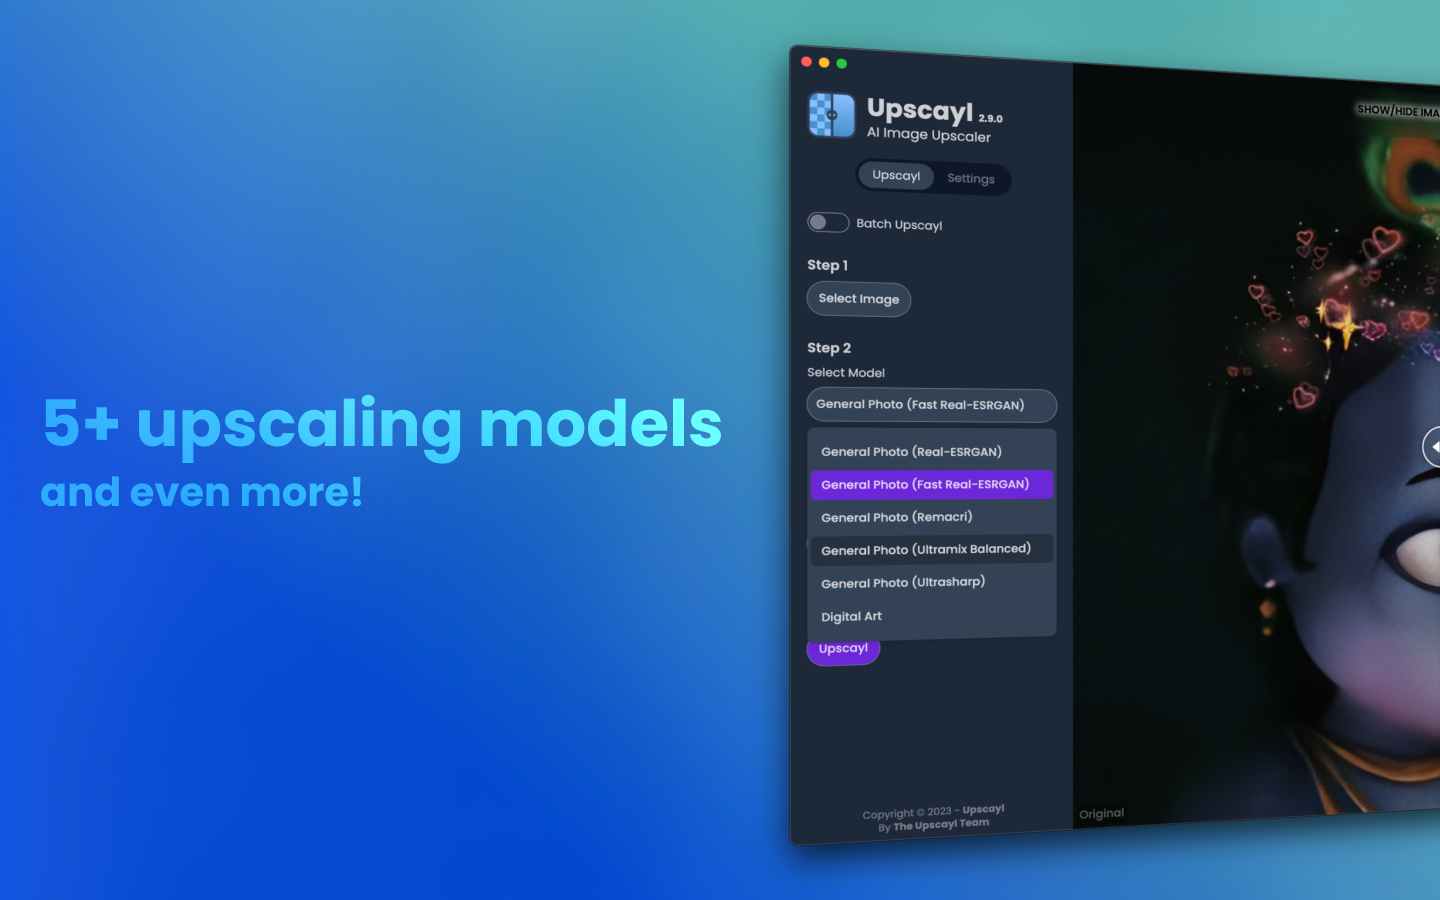 5+ upscaling models
and even more!
Upscayl 2.9.0
AI Image Upscaler
Upscayl Settings
Batch Upscayl
Step 1
Select Image
Step 2
Select Model
General Photo (Fast Real-ESRGAN)
General Photo (Real-ESRGAN)
General Photo (Fast Real-ESRGAN)
General Photo (Remacri)
General Photo (Ultramix Balanced)
General Photo (Ultrasharp)
Digital Art
Upscayl
Copyright © 2023 - Upscayl
By The Upscayl Team
SHOW/HIDE IMA
Original